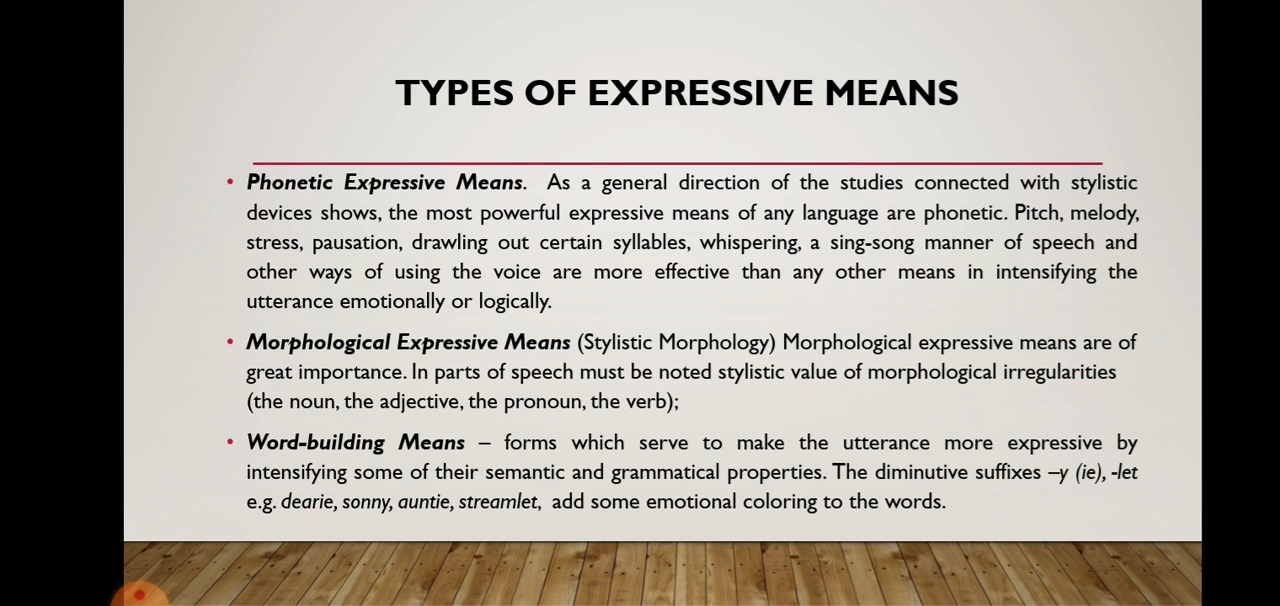 TYPES OF EXPRESSIVE MEANS
• Phonetic Expressive Means. As a general direction of the studies connected with stylistic
devices shows, the most powerful expressive means of any language are phonetic. Pitch, melody,
stress, pausation, drawling out certain syllables, whispering, a sing-song manner of speech and
other ways of using the voice are more effective than any other means in intensifying the
utterance emotionally or logically.
• Morphological Expressive Means (Stylistic Morphology) Morphological expressive means are of
great importance. In parts of speech must be noted stylistic value of morphological irregularities
(the noun, the adjective, the pronoun, the verb);
• Word-building Means – forms which serve to make the utterance more expressive by
intensifying some of their semantic and grammatical properties. The diminutive suffixes –y (ie), -let
e.g. dearie, sonny, auntie, streamlet, add some emotional coloring to the words.